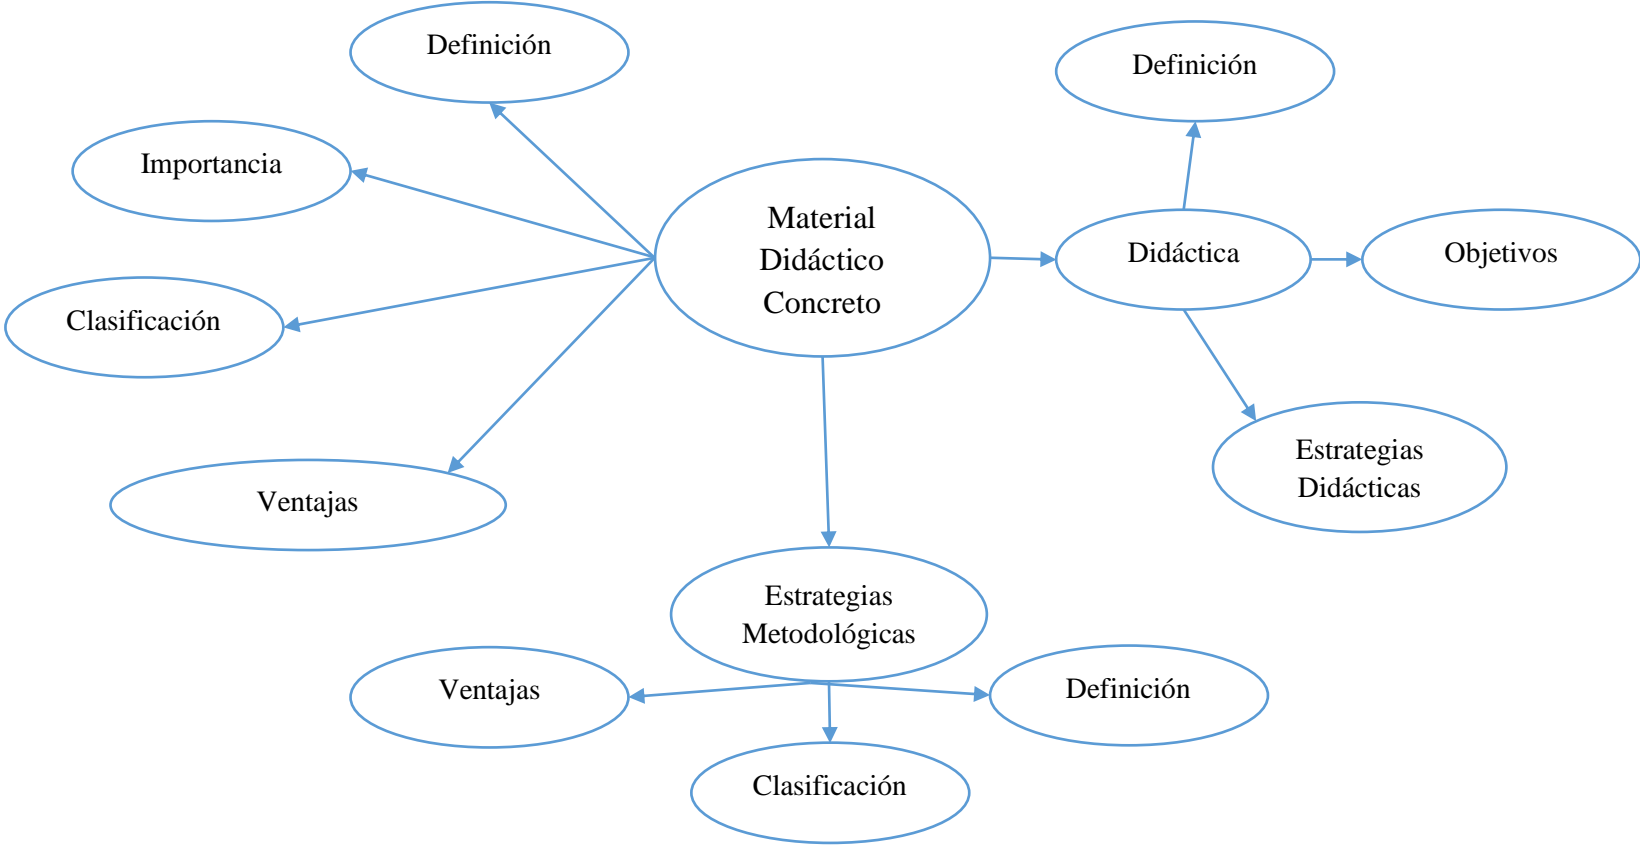 Definición
Definición
Importancia
Material
Didáctico
Concreto
Didáctica
Objetivos
Clasificación
Estrategias
Didácticas
Ventajas
Estrategias
Metodológicas
Ventajas
Definición
Clasificación